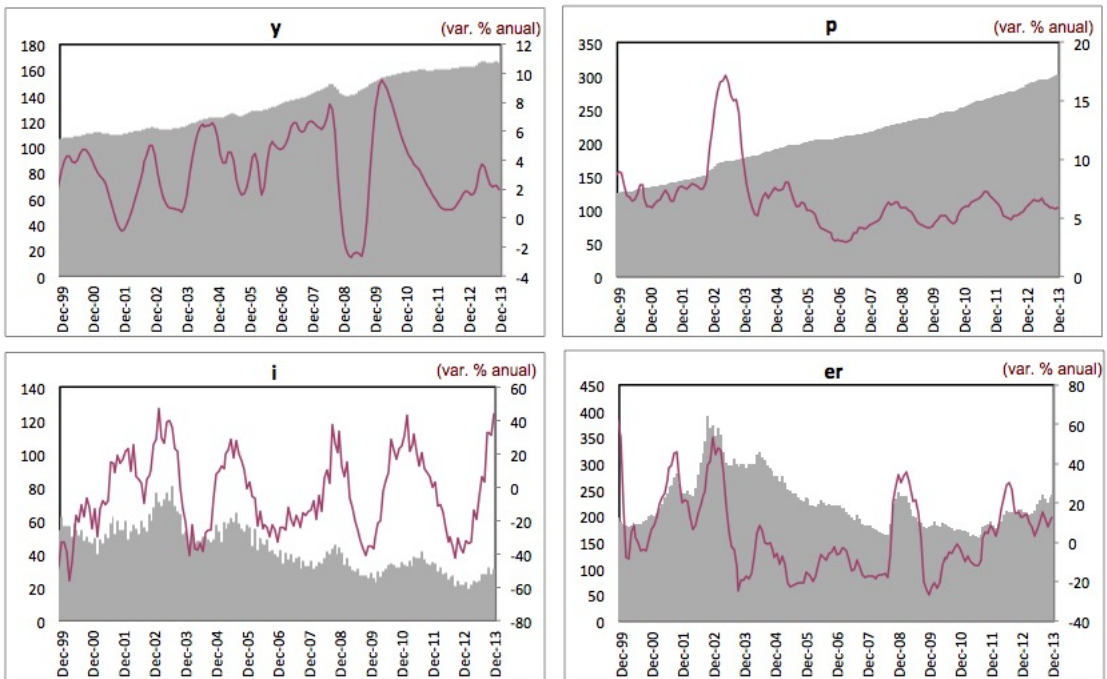 y
(var. % anual)
180
160
140
120
100
80
60
40
20
0
12
10
8
6
4
2
0
-2
-4
Dec-99
Dec-00
Dec-01
Dec-02
Dec-03
Dec-04
Dec-05
Dec-06
Dec-07
Dec-08
Dec-09
Dec-10
Dec-11
Dec-12
Dec-13
p
(var. % anual)
350
300
250
200
150
100
50
0
20
15
10
5
0
Dec-99
Dec-00
Dec-01
Dec-02
Dec-03
Dec-04
Dec-05
Dec-06
Dec-07
Dec-08
Dec-09
Dec-10
Dec-11
Dec-12
Dec-13
i
(var. % anual)
140
120
100
80
60
40
20
0
60
40
20
0
-20
-40
-60
-80
Dec-99
Dec-00
Dec-01
Dec-02
Dec-03
Dec-04
Dec-05
Dec-06
Dec-07
Dec-08
Dec-09
Dec-10
Dec-11
Dec-12
Dec-13
er
(var. % anual)
450
400
350
300
250
200
150
100
50
0
80
60
40
20
0
-20
-40
Dec-99
Dec-00
Dec-01
Dec-02
Dec-03
Dec-04
Dec-05
Dec-06
Dec-07
Dec-08
Dec-09
Dec-10
Dec-11
Dec-12
Dec-13